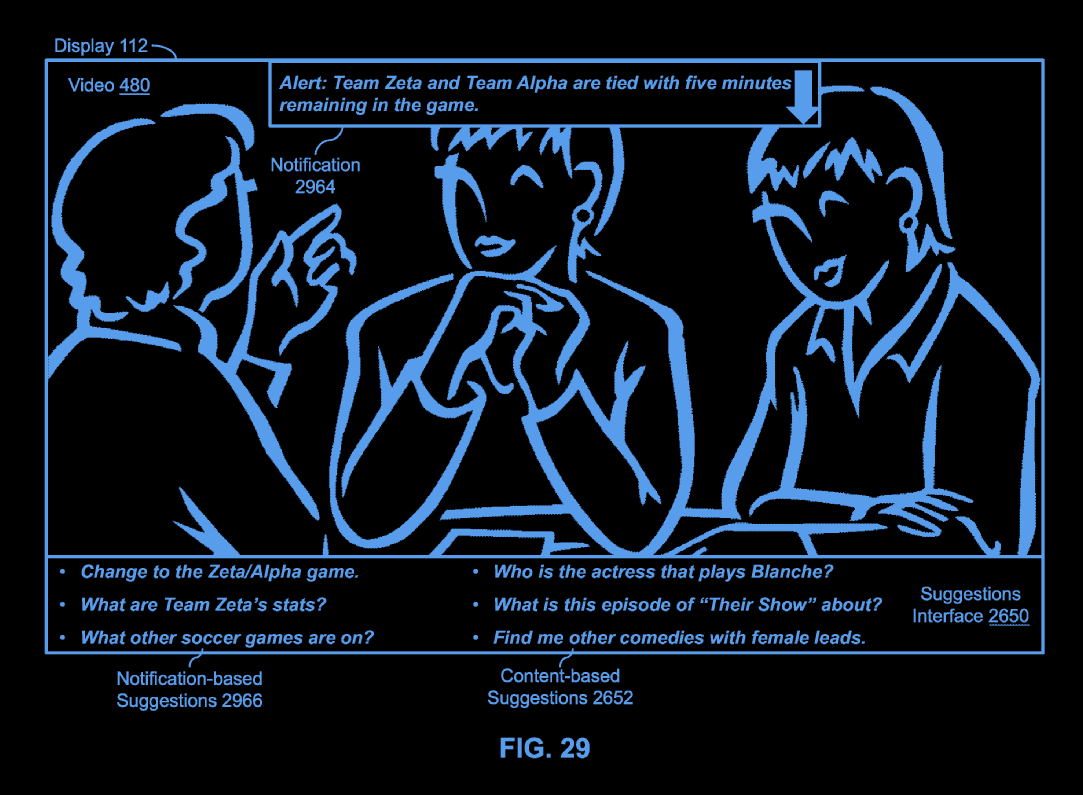 Display 112
Video 480
Alert: Team Zeta and Team Alpha are tied with five minutes
remaining in the game.
Notification
2964
• Change to the Zeta/Alpha game.
• What are Team Zeta's stats?
• What other soccer games are on?
• Who is the actress that plays Blanche?
• What is this episode of “Their Show” about?
• Find me other comedies with female leads.
Suggestions
Interface 2650
Notification-based
Suggestions 2966
Content-based
Suggestions 2652
FIG. 29